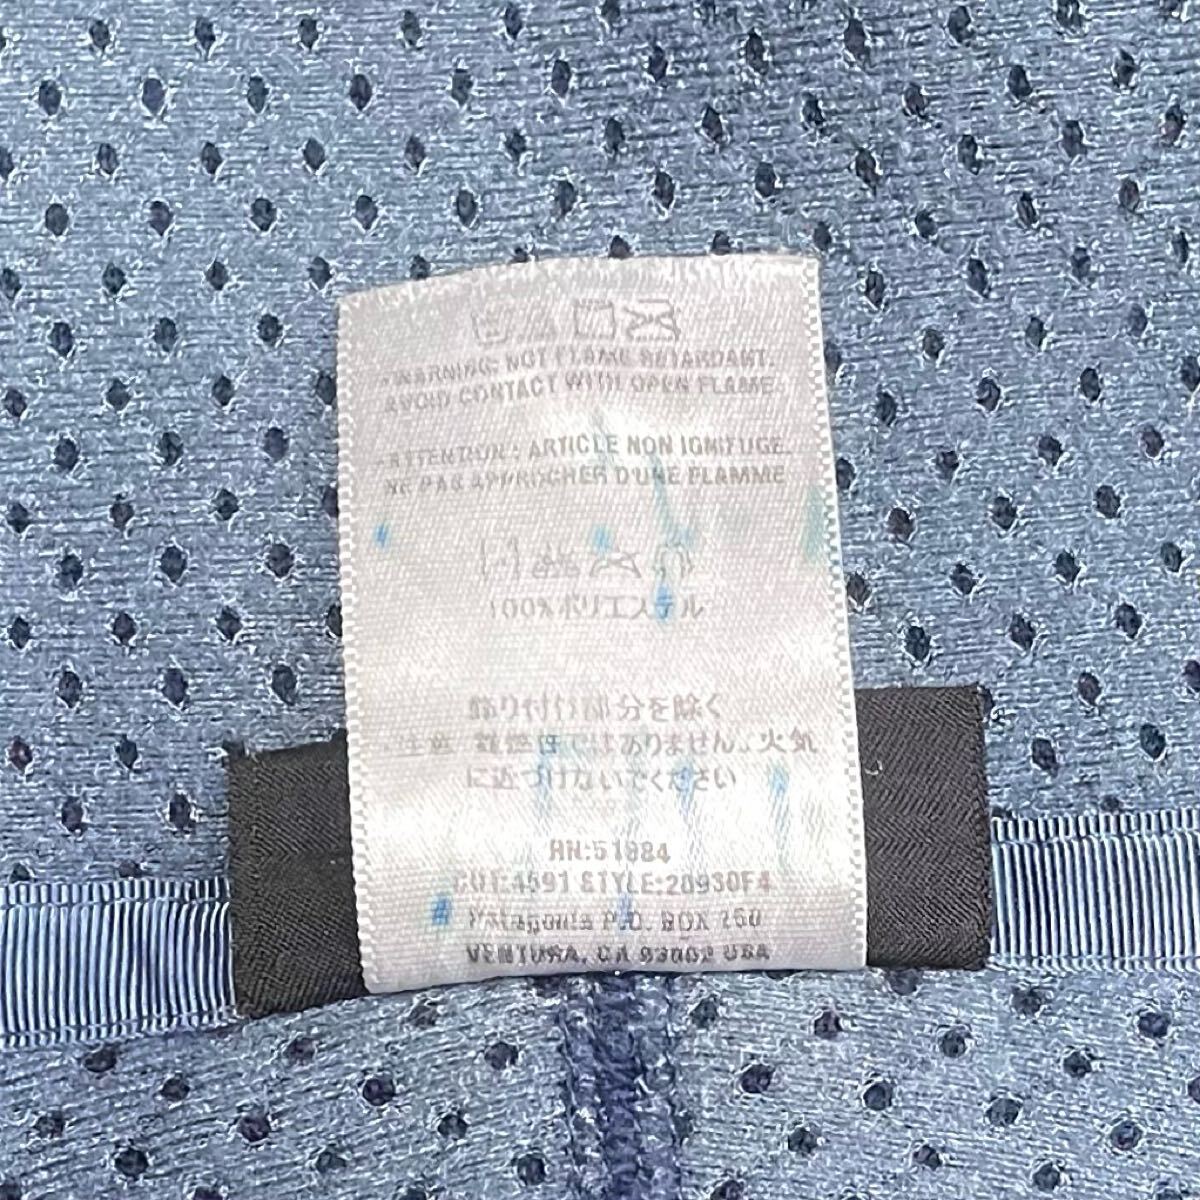 *WARNING: NOT FLAME RETARDANT.
AVOID CONTACT WITH OPEN FLAME
*ATTENTION : ARTICLE NON IGNIFUGE.
NE PAS APPROCHER D'UNE FLAMME
100%ポリエステル
飾り付け部分を除く
注意 難燃性ではありません。火気
に近づけないでください
RN:51884
CUT:4591 STYLE:20930F4
Patagonia P.O. BOX 150
VENTURA, CA 93002 USA